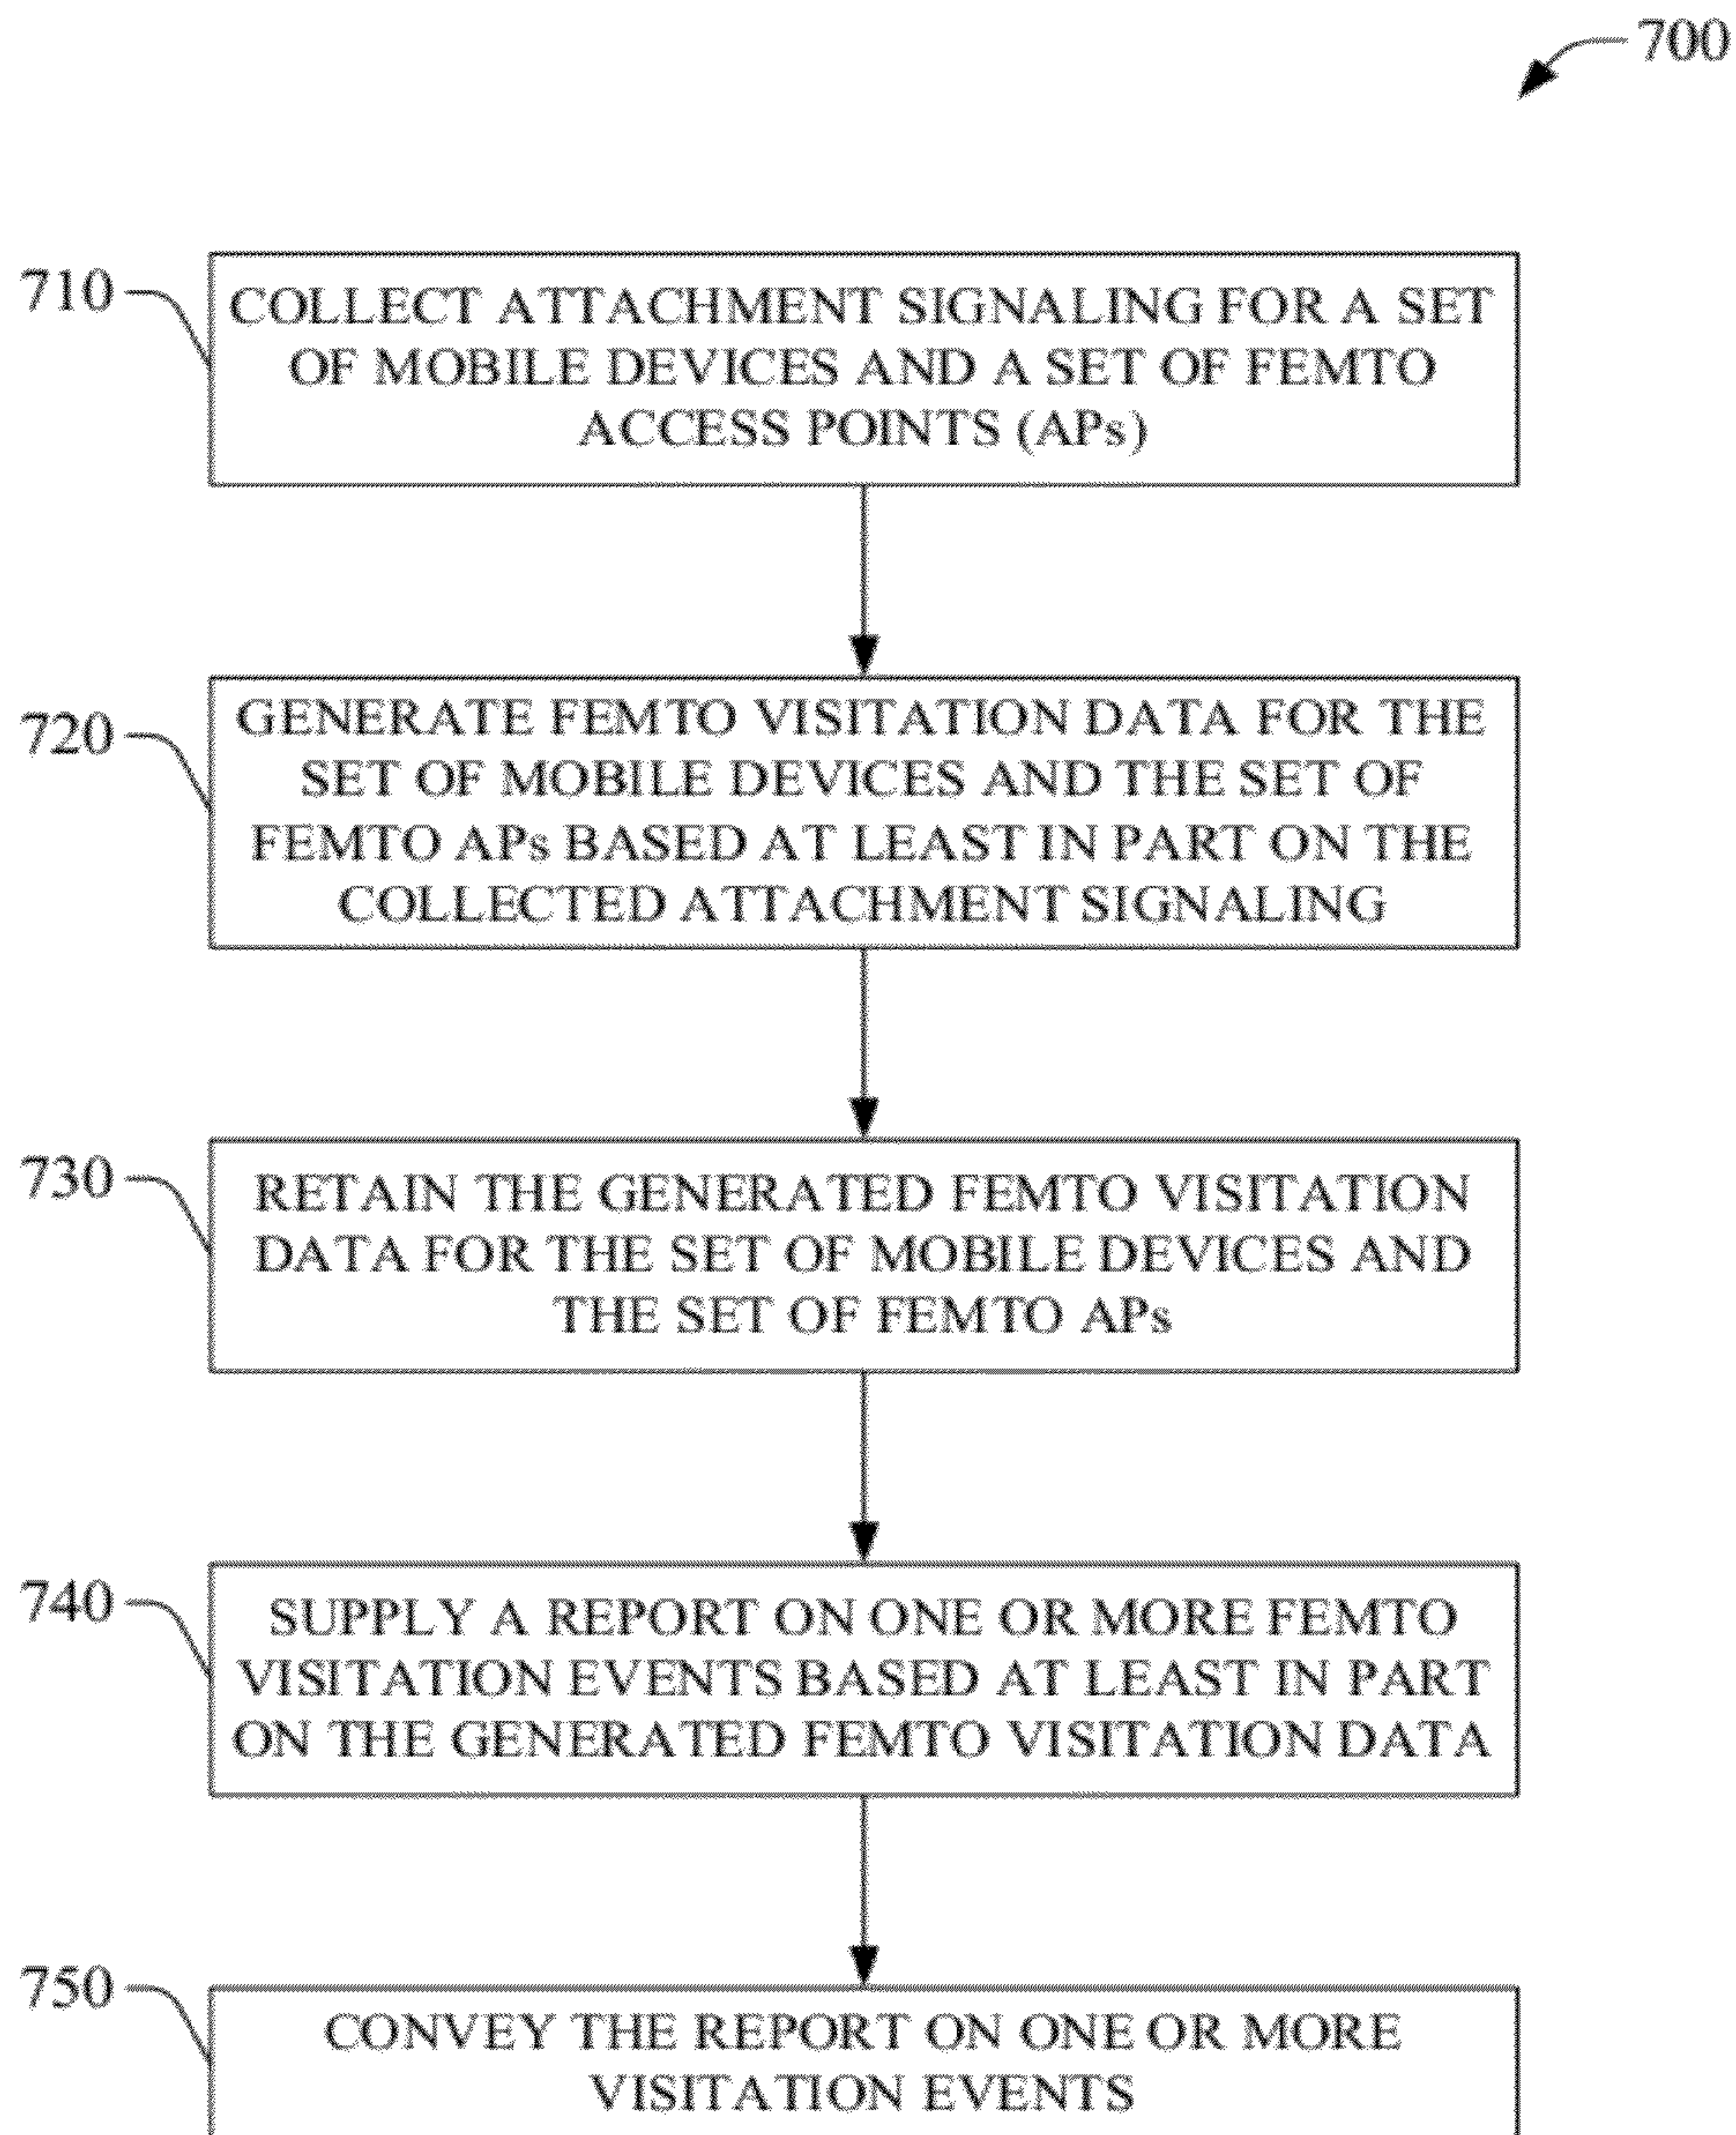 700
710
COLLECT ATTACHMENT SIGNALING FOR A SET
OF MOBILE DEVICES AND A SET OF FEMTO
ACCESS POINTS (APs)
720
GENERATE FEMTO VISITATION DATA FOR THE
SET OF MOBILE DEVICES AND THE SET OF
FEMTO APs BASED AT LEAST IN PART ON THE
COLLECTED ATTACHMENT SIGNALING
730
RETAIN THE GENERATED FEMTO VISITATION
DATA FOR THE SET OF MOBILE DEVICES AND
THE SET OF FEMTO APs
740
SUPPLY A REPORT ON ONE OR MORE FEMTO
VISITATION EVENTS BASED AT LEAST IN PART
ON THE GENERATED FEMTO VISITATION DATA
750
CONVEY THE REPORT ON ONE OR MORE
VISITATION EVENTS